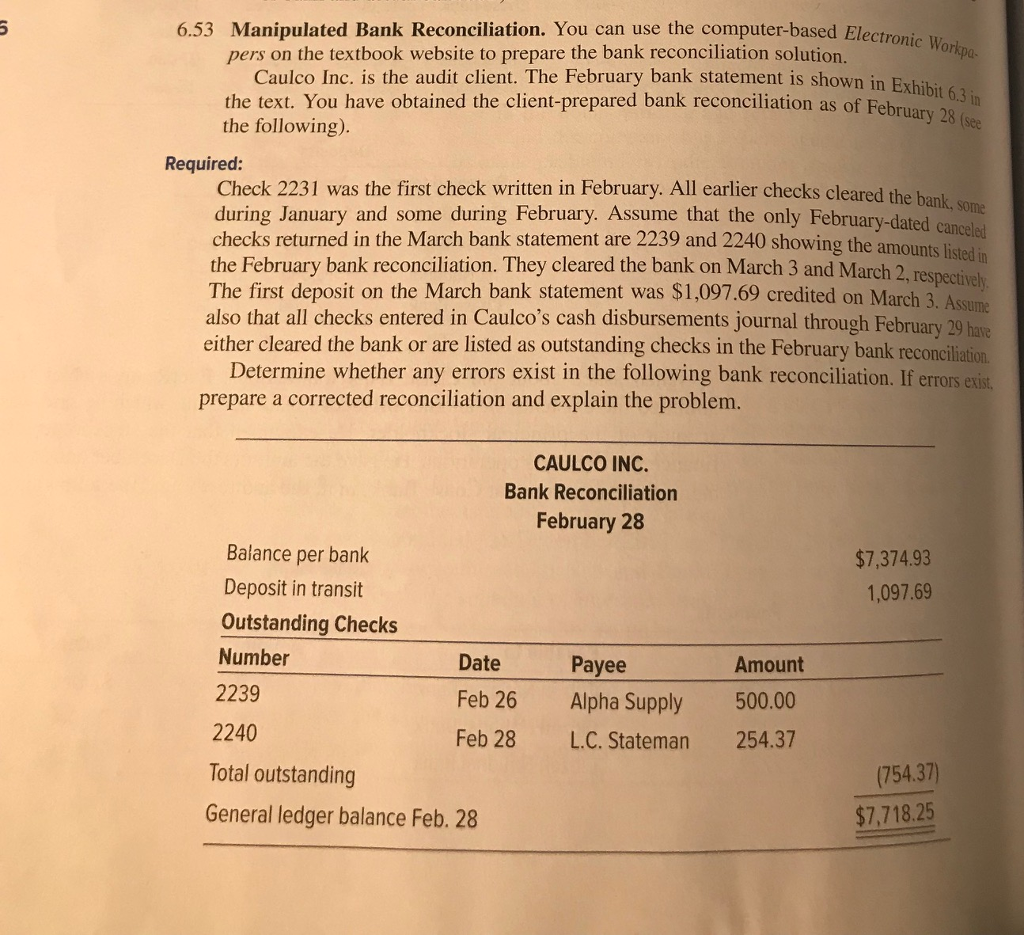 5
6.53 Manipulated Bank Reconciliation. You can use the computer-based Electronic Workpa-
pers on the textbook website to prepare the bank reconciliation solution.
Caulco Inc. is the audit client. The February bank statement is shown in Exhibit 6.3 in
the text. You have obtained the client-prepared bank reconciliation as of February 28 (see
the following).
Required:
Check 2231 was the first check written in February. All earlier checks cleared the bank, some
during January and some during February. Assume that the only February-dated canceled
checks returned in the March bank statement are 2239 and 2240 showing the amounts listed in
the February bank reconciliation. They cleared the bank on March 3 and March 2, respectively.
The first deposit on the March bank statement was $1,097.69 credited on March 3. Assume
also that all checks entered in Caulco's cash disbursements journal through February 29 have
either cleared the bank or are listed as outstanding checks in the February bank reconciliation.
Determine whether any errors exist in the following bank reconciliation. If errors exist,
prepare a corrected reconciliation and explain the problem.
CAULCO INC.
Bank Reconciliation
February 28
Balance per bank $7,374.93
Deposit in transit 1,097.69
Outstanding Checks
Number Date Payee Amount
2239 Feb 26 Alpha Supply 500.00
2240 Feb 28 L.C. Stateman 254.37
Total outstanding (754.37)
General ledger balance Feb. 28 $7,718.25